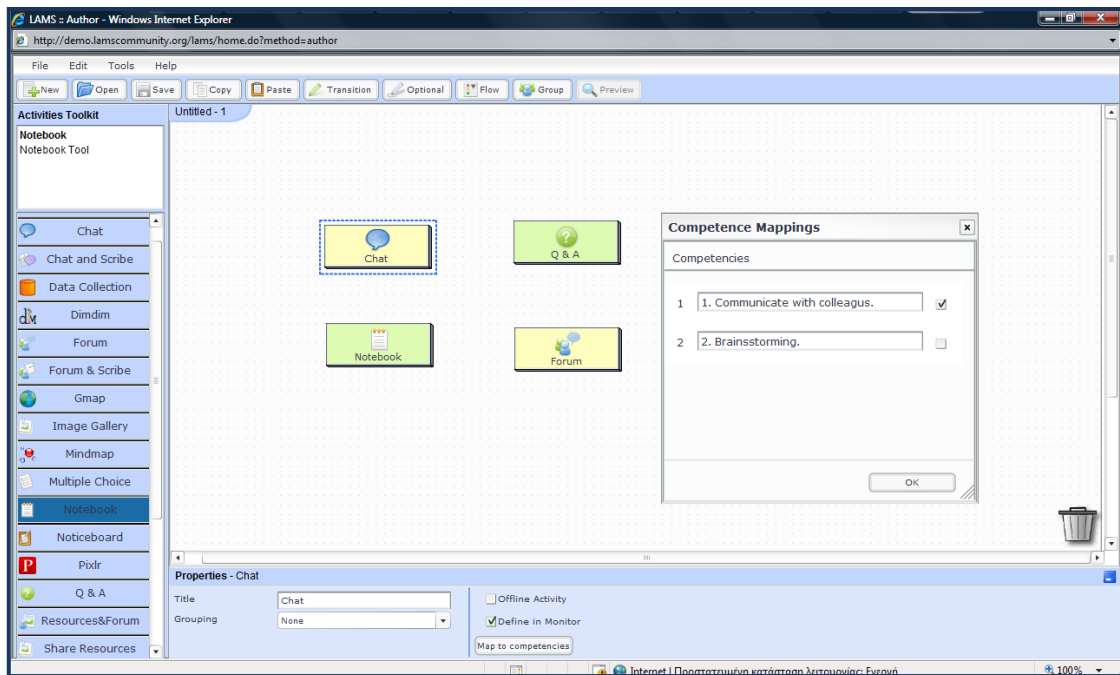 LAMS :: Author - Windows Internet Explorer
http://demo.lamscommunity.org/lams/home.do?method=author
File Edit Tools Help
New Open Save Copy Paste Transition Optional Flow Group Preview
Activities Toolkit
Untitled - 1
Notebook
Notebook Tool
Chat
Chat and Scribe
Data Collection
Dimdim
Forum
Forum & Scribe
Gmap
Image Gallery
Mindmap
Multiple Choice
Notebook
Noticeboard
Pixlr
Q & A
Resources&Forum
Share Resources
Chat
Q & A
Notebook
Forum
Competence Mappings
Competencies
1 1. Communicate with colleagus.
2 2. Brainsstorming.
OK
Properties - Chat
Title Chat
Grouping None
Offline Activity
Define in Monitor
Map to competencies
Internet | Προστατευμένη κατάσταση λειτουργίας: Ενεργή
100%